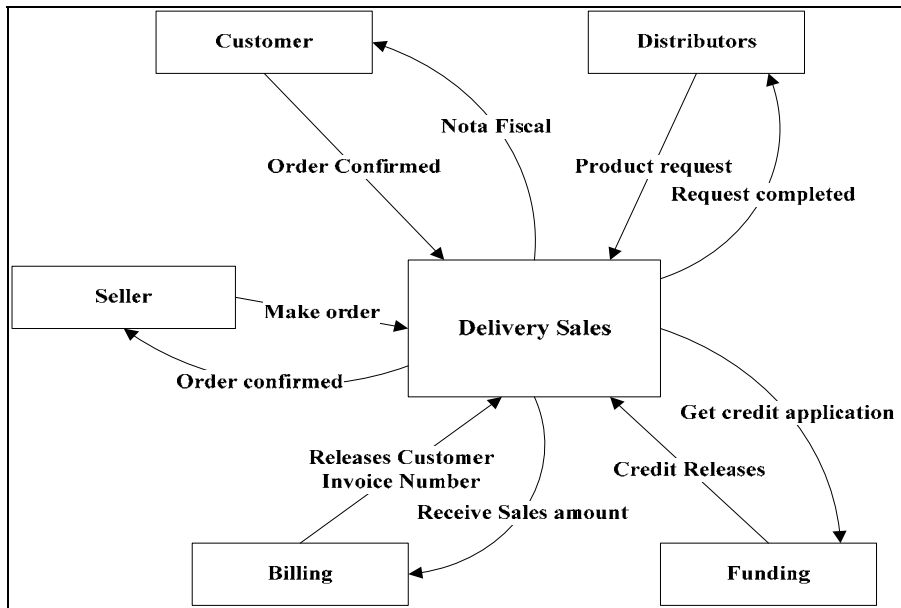 Customer
Distributors
Nota Fiscal
Order Confirmed
Product request
Request completed
Seller
Make order
Delivery Sales
Order confirmed
Get credit application
Releases Customer
Invoice Number
Credit Releases
Receive Sales amount
Billing
Funding